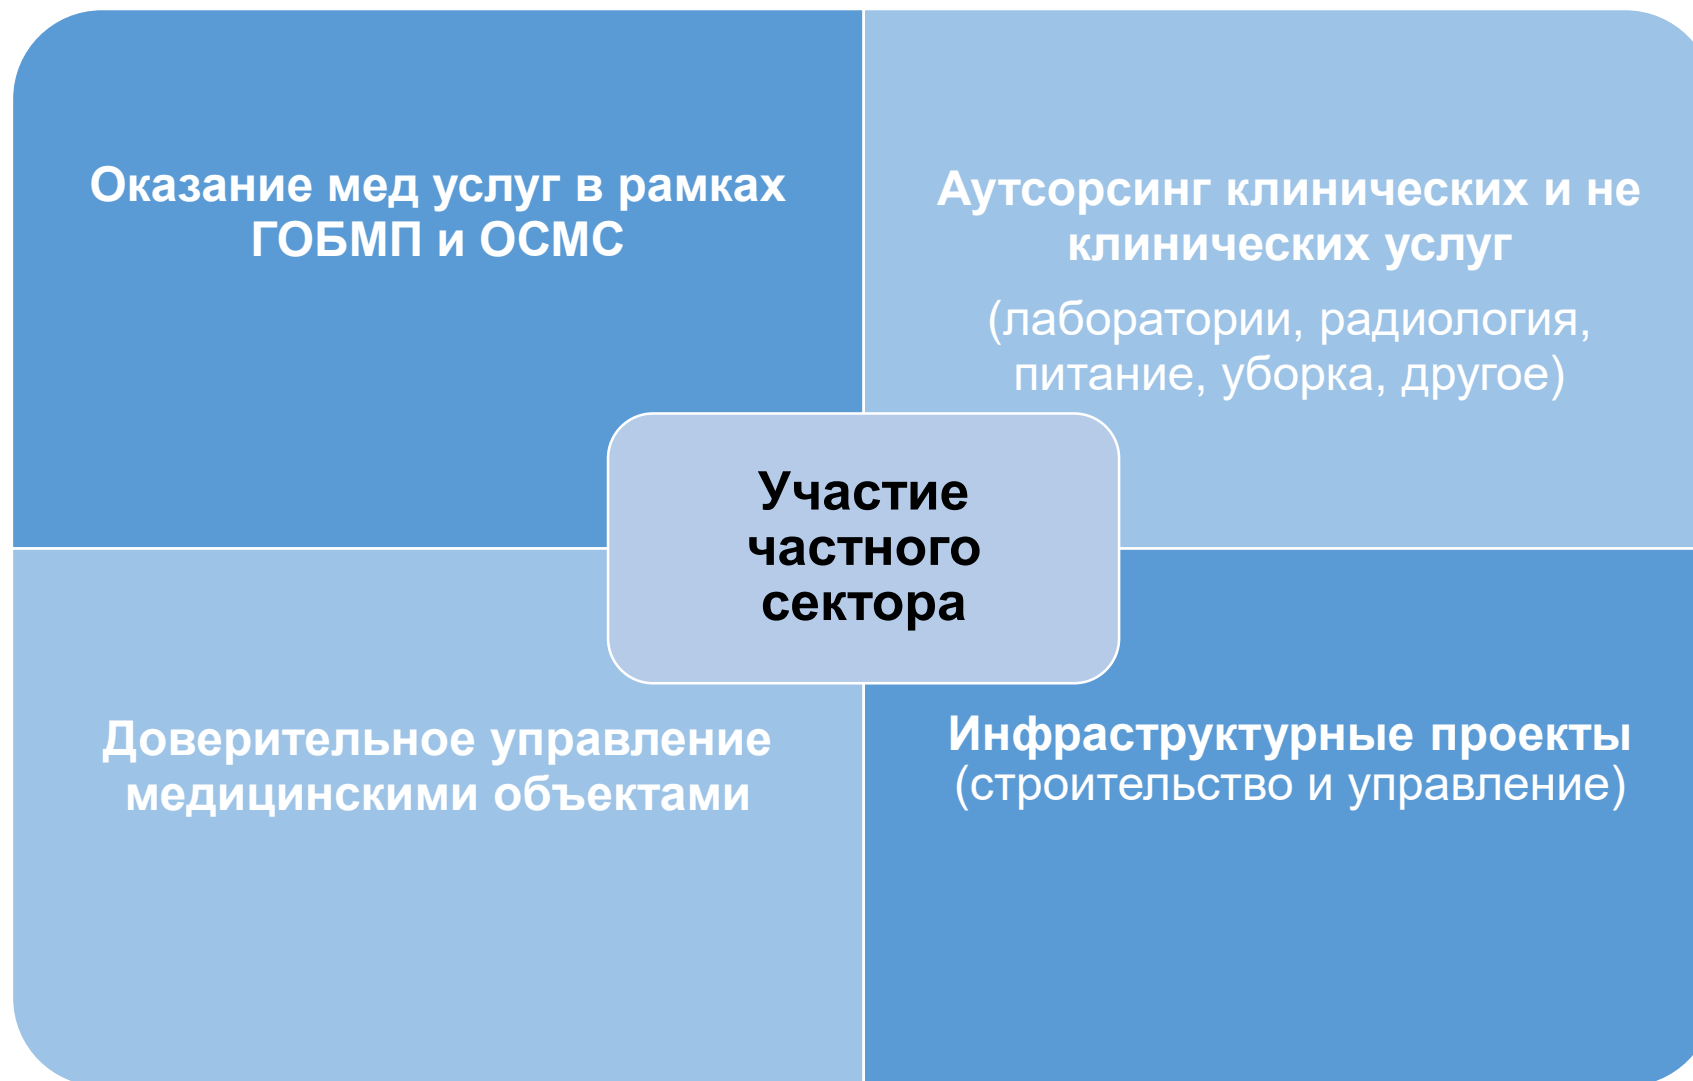 Оказание мед услуг в рамках
ГОБМП и ОСМС
Аутсорсинг клинических и не
клинических услуг
(лаборатории, радиология,
питание, уборка, другое)
Участие
частного
сектора
Доверительное управление
медицинскими объектами
Инфраструктурные проекты
(строительство и управление)